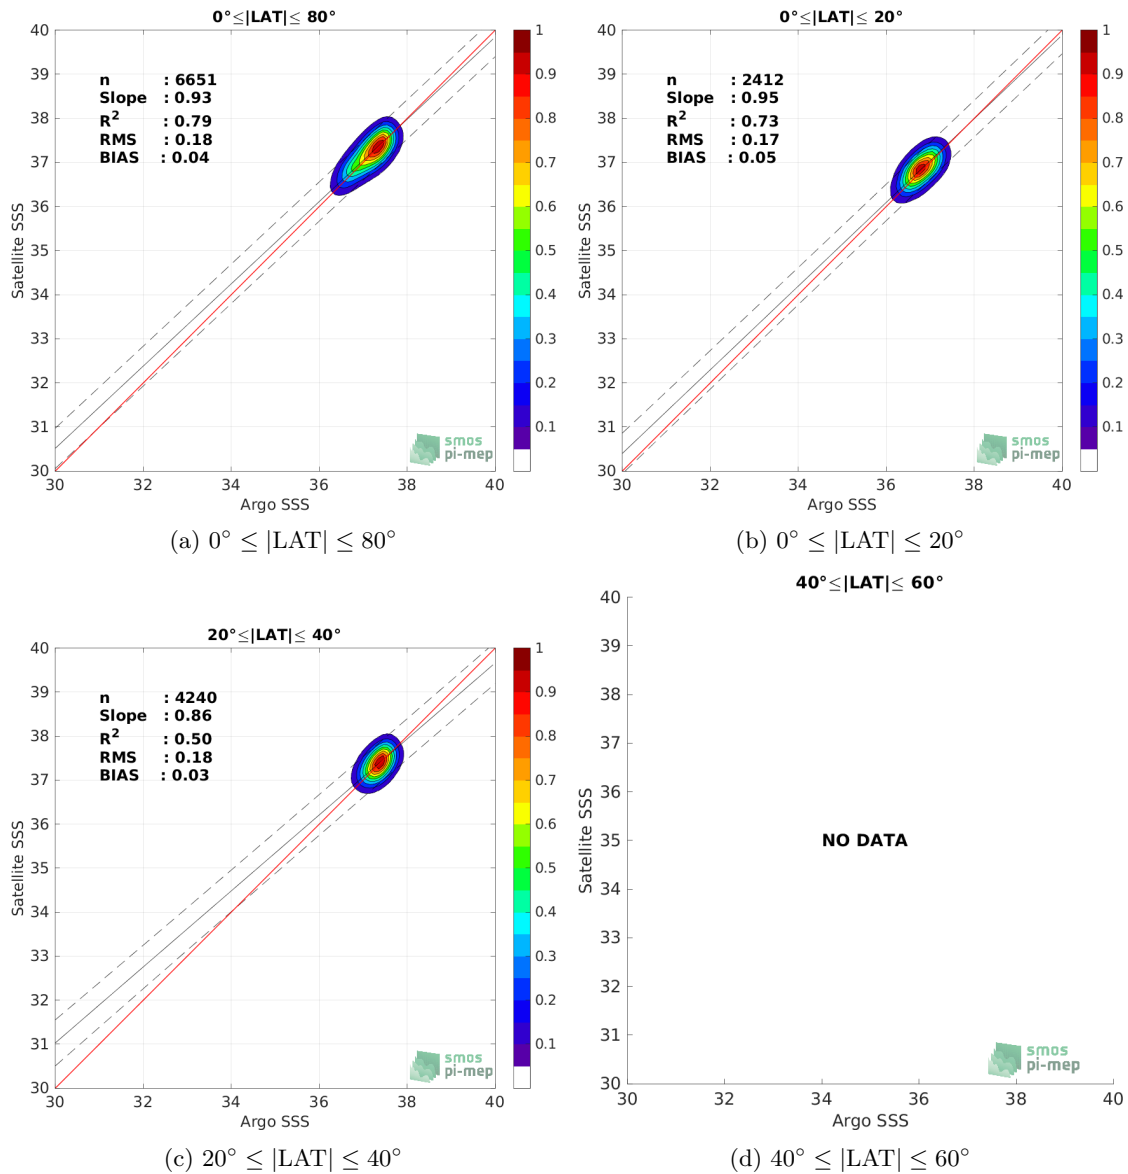 0°≤|LAT|≤ 80°
40
39
38
37
36
35
34
33
32
31
30
30
32
34
36
38
40
Satellite SSS
Argo SSS
n : 6651
Slope : 0.93
R² : 0.79
RMS : 0.18
BIAS : 0.04
1
0.9
0.8
0.7
0.6
0.5
0.4
0.3
0.2
0.1
smos
pi-mep
(a) 0° ≤ |LAT| ≤ 80°
0°≤|LAT|≤ 20°
40
39
38
37
36
35
34
33
32
31
30
30
32
34
36
38
40
Satellite SSS
Argo SSS
n : 2412
Slope : 0.95
R² : 0.73
RMS : 0.17
BIAS : 0.05
1
0.9
0.8
0.7
0.6
0.5
0.4
0.3
0.2
0.1
smos
pi-mep
(b) 0° ≤ |LAT| ≤ 20°
20°≤|LAT|≤ 40°
40
39
38
37
36
35
34
33
32
31
30
30
32
34
36
38
40
Satellite SSS
Argo SSS
n : 4240
Slope : 0.86
R² : 0.50
RMS : 0.18
BIAS : 0.03
1
0.9
0.8
0.7
0.6
0.5
0.4
0.3
0.2
0.1
smos
pi-mep
(c) 20° ≤ |LAT| ≤ 40°
40°≤|LAT|≤ 60°
40
39
38
37
36
35
34
33
32
31
30
30
32
34
36
38
40
Satellite SSS
Argo SSS
NO DATA
smos
pi-mep
(d) 40° ≤ |LAT| ≤ 60°